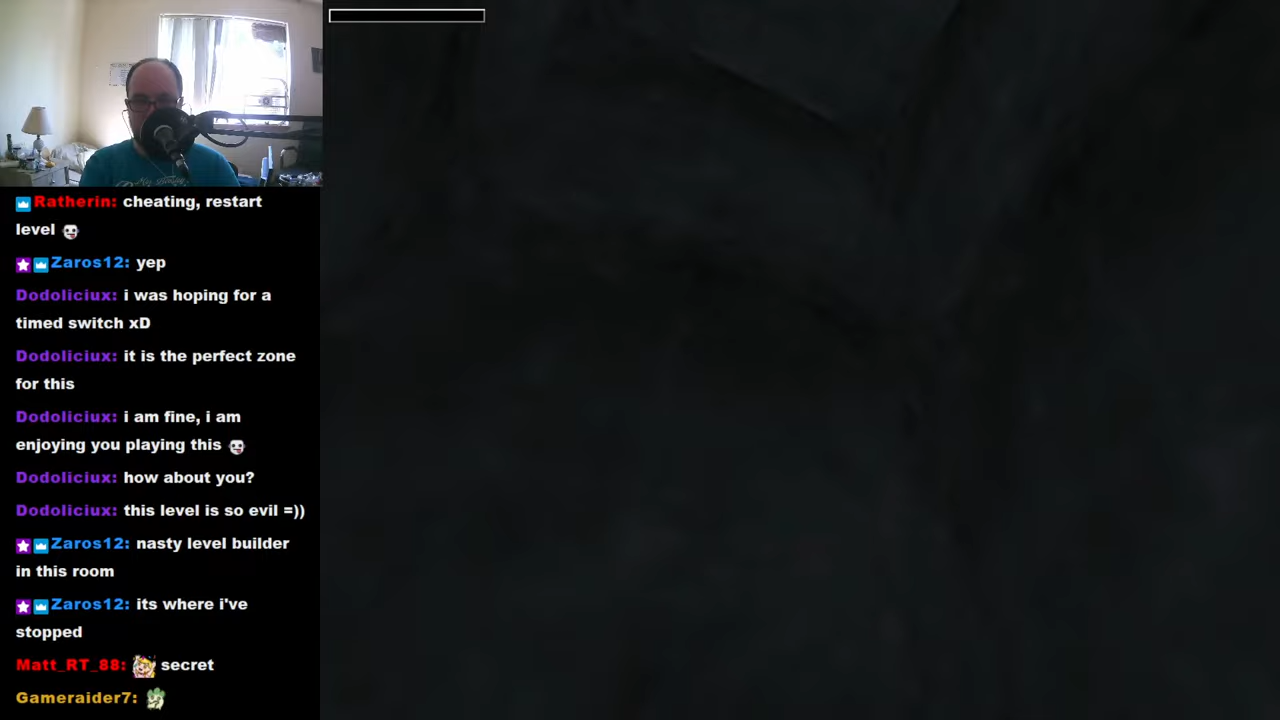 Ratherin: cheating, restart
level
Zaros12: yep
Dodoliciux: i was hoping for a
timed switch xD
Dodoliciux: it is the perfect zone
for this
Dodoliciux: i am fine, i am
enjoying you playing this
Dodoliciux: how about you?
Dodoliciux: this level is so evil =))
Zaros12: nasty level builder
in this room
Zaros12: its where i've
stopped
Matt_RT_88: secret
Gameraider7: